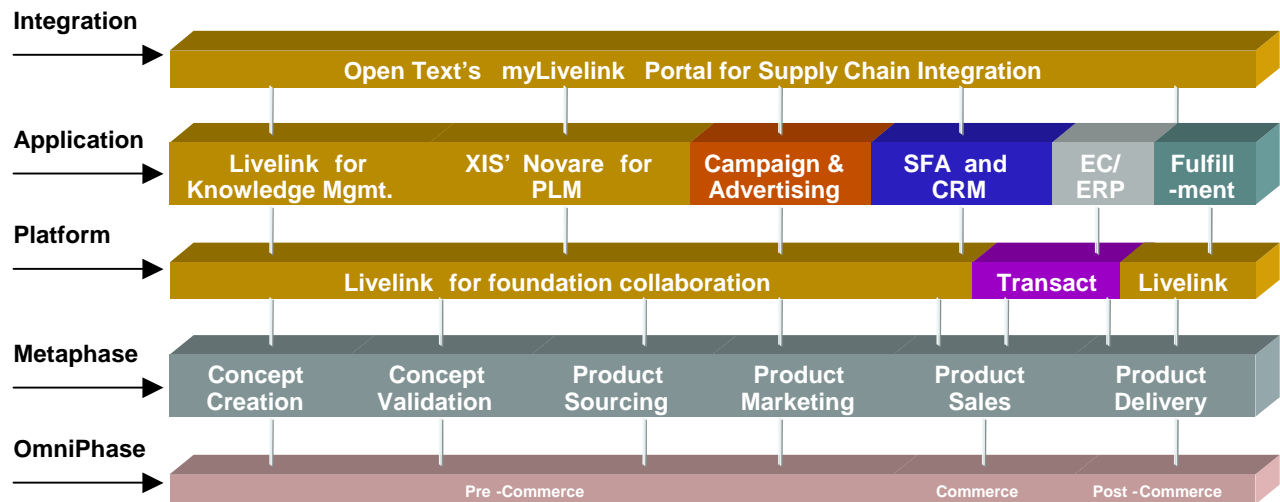 Integration
Open Text's myLivelink Portal for Supply Chain Integration
Application
Livelink for
Knowledge Mgmt.
XIS' Novare for
PLM
Campaign &
Advertising
SFA and
CRM
EC/
ERP
Fulfill
-ment
Platform
Livelink for foundation collaboration
Transact
Livelink
Metaphase
Concept
Creation
Concept
Validation
Product
Sourcing
Product
Marketing
Product
Sales
Product
Delivery
OmniPhase
Pre -Commerce
Commerce
Post -Commerce